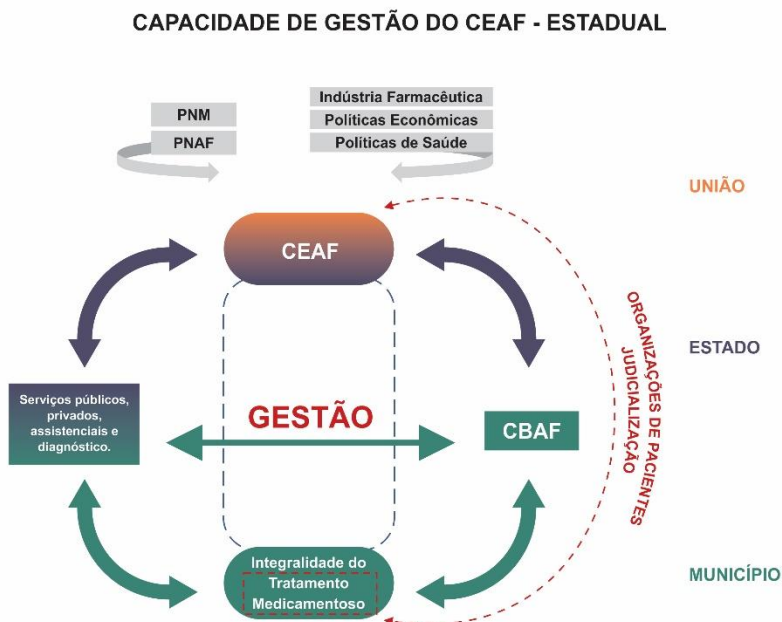 CAPACIDADE DE GESTÃO DO CEAF - ESTADUAL
PNM
PNAF
Indústria Farmacêutica
Políticas Econômicas
Políticas de Saúde
UNIÃO
CEAF
ORGANIZAÇÕES DE PACIENTES
JUDICIALIZAÇÃO
ESTADO
Serviços públicos,
privados,
assistenciais e
diagnóstico.
GESTÃO
CBAF
Integralidade do
Tratamento
Medicamentoso
MUNICÍPIO